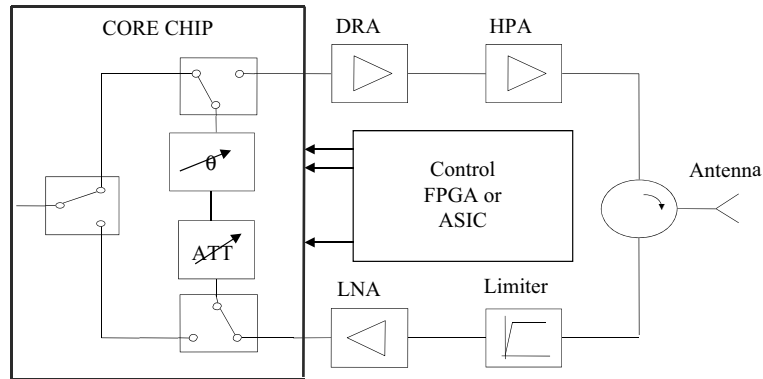 CORE CHIP
DRA
HPA
θ
Control
FPGA or
ASIC
Antenna
ATT
LNA
Limiter